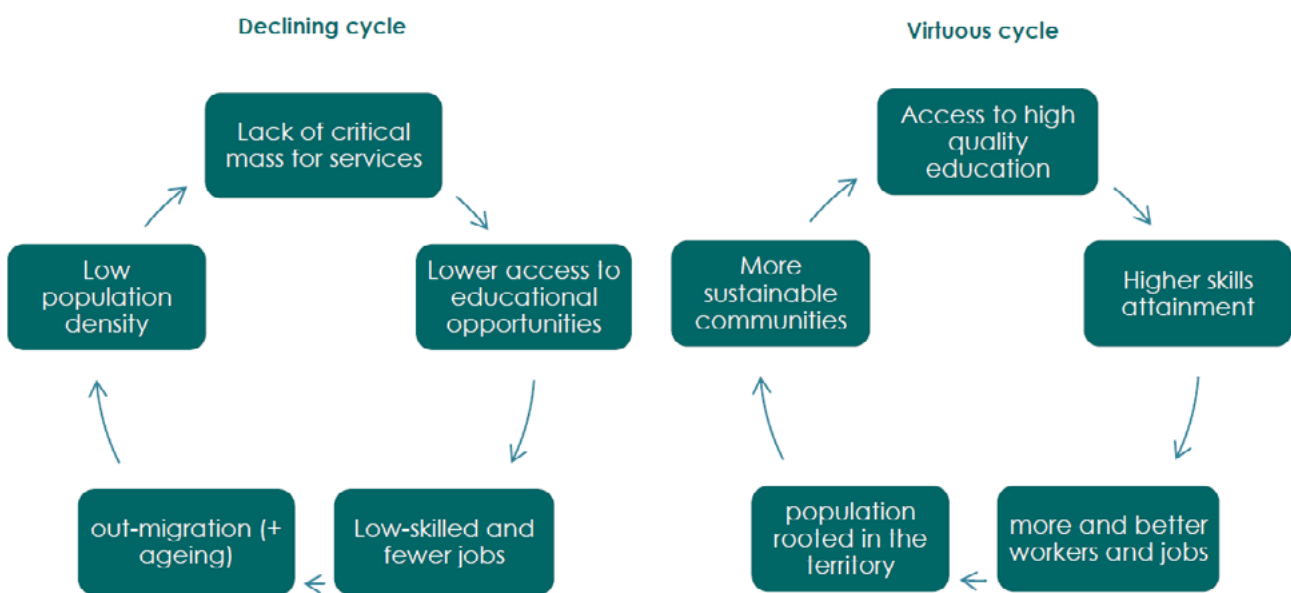 Declining cycle
Lack of critical
mass for services
Lower access to
educational
opportunities
Low-skilled and
fewer jobs
out-migration (+
ageing)
Low
population
density
Virtuous cycle
Access to high
quality
education
Higher skills
attainment
more and better
workers and jobs
population
rooted in the
territory
More
sustainable
communities